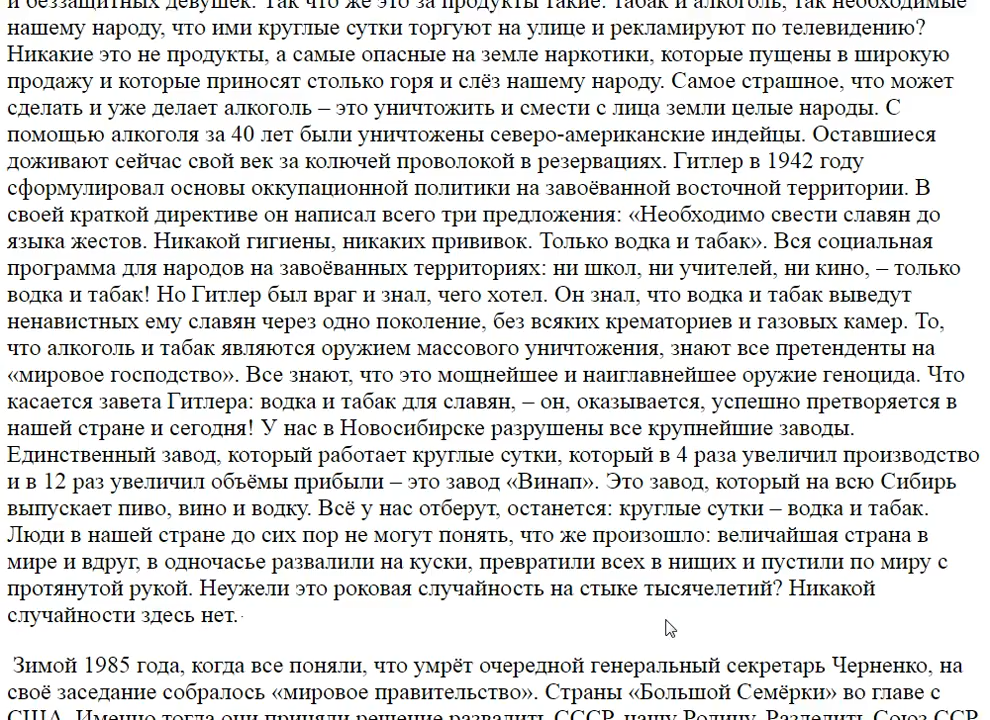 и беззащитных девушек. Так что же это за продукты такие: табак и алкоголь, так необходимые
нашему народу, что ими круглые сутки торгуют на улице и рекламируют по телевидению?
Никакие это не продукты, а самые опасные на земле наркотики, которые пущены в широкую
продажу и которые приносят столько горя и слёз нашему народу. Самое страшное, что может
сделать и уже делает алкоголь – это уничтожить и смести с лица земли целые народы. С
помощью алкоголя за 40 лет были уничтожены северо-американские индейцы. Оставшиеся
доживают сейчас свой век за колючей проволокой в резервациях. Гитлер в 1942 году
сформулировал основы оккупационной политики на завоёванной восточной территории. В
своей краткой директиве он написал всего три предложения: «Необходимо свести славян до
языка жестов. Никакой гигиены, никаких прививок. Только водка и табак». Вся социальная
программа для народов на завоёванных территориях: ни школ, ни учителей, ни кино, – только
водка и табак! Но Гитлер был враг и знал, чего хотел. Он знал, что водка и табак выведут
ненавистных ему славян через одно поколение, без всяких крематориев и газовых камер. То,
что алкоголь и табак являются оружием массового уничтожения, знают все претенденты на
«мировое господство». Все знают, что это мощнейшее и наиглавнейшее оружие геноцида. Что
касается завета Гитлера: водка и табак для славян, – он, оказывается, успешно претворяется в
нашей стране и сегодня! У нас в Новосибирске разрушены все крупнейшие заводы.
Единственный завод, который работает круглые сутки, который в 4 раза увеличил производство
и в 12 раз увеличил объёмы прибыли – это завод «Винап». Это завод, который на всю Сибирь
выпускает пиво, вино и водку. Всё у нас отберут, останется: круглые сутки – водка и табак.
Люди в нашей стране до сих пор не могут понять, что же произошло: величайшая страна в
мире и вдруг, в одночасье развалили на куски, превратили всех в нищих и пустили по миру с
протянутой рукой. Неужели это роковая случайность на стыке тысячелетий? Никакой
случайности здесь нет.
Зимой 1985 года, когда все поняли, что умрёт очередной генеральный секретарь Черненко, на
своё заседание собралось «мировое правительство». Страны «Большой Семёрки» во главе с
США. Именно тогда они приняли решение развалить СССР, нашу Родину. Разделить Союз ССР